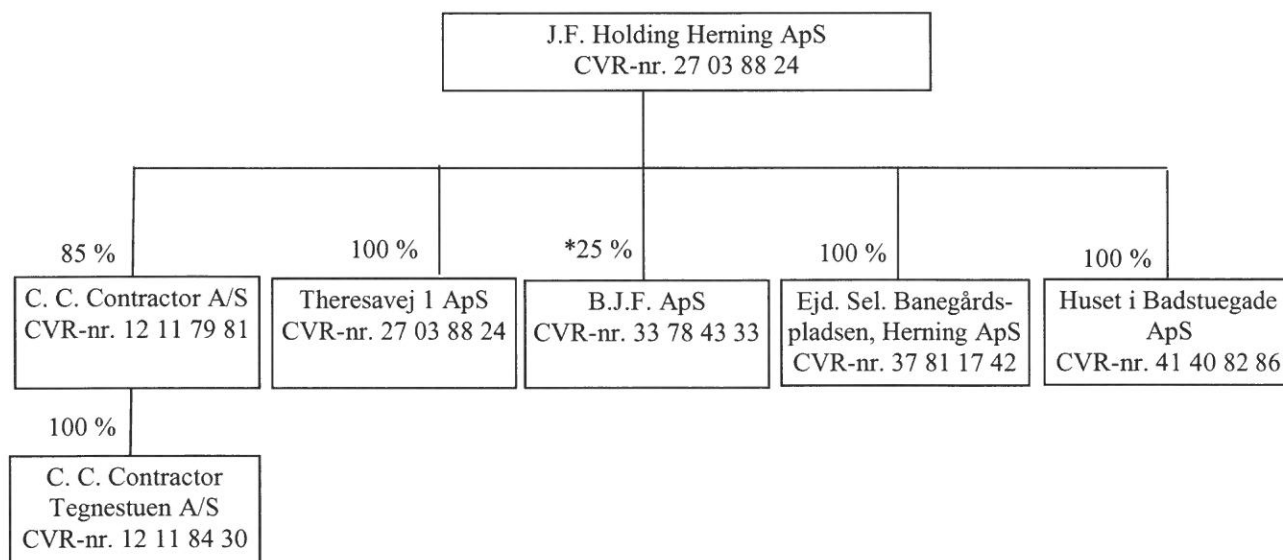 J.F. Holding Herning ApS
CVR-nr. 27 03 88 24
85 %
100 %
*25 %
100 %
100 %
C. C. Contractor A/S
CVR-nr. 12 11 79 81
Theresavej 1 ApS
CVR-nr. 27 03 88 24
B.J.F. ApS
CVR-nr. 33 78 43 33
Ejd. Sel. Banegårds-
pladsen, Herning ApS
CVR-nr. 37 81 17 42
Huset i Badstuegade
ApS
CVR-nr. 41 40 82 86
100 %
C. C. Contractor
Tegnestuen A/S
CVR-nr. 12 11 84 30